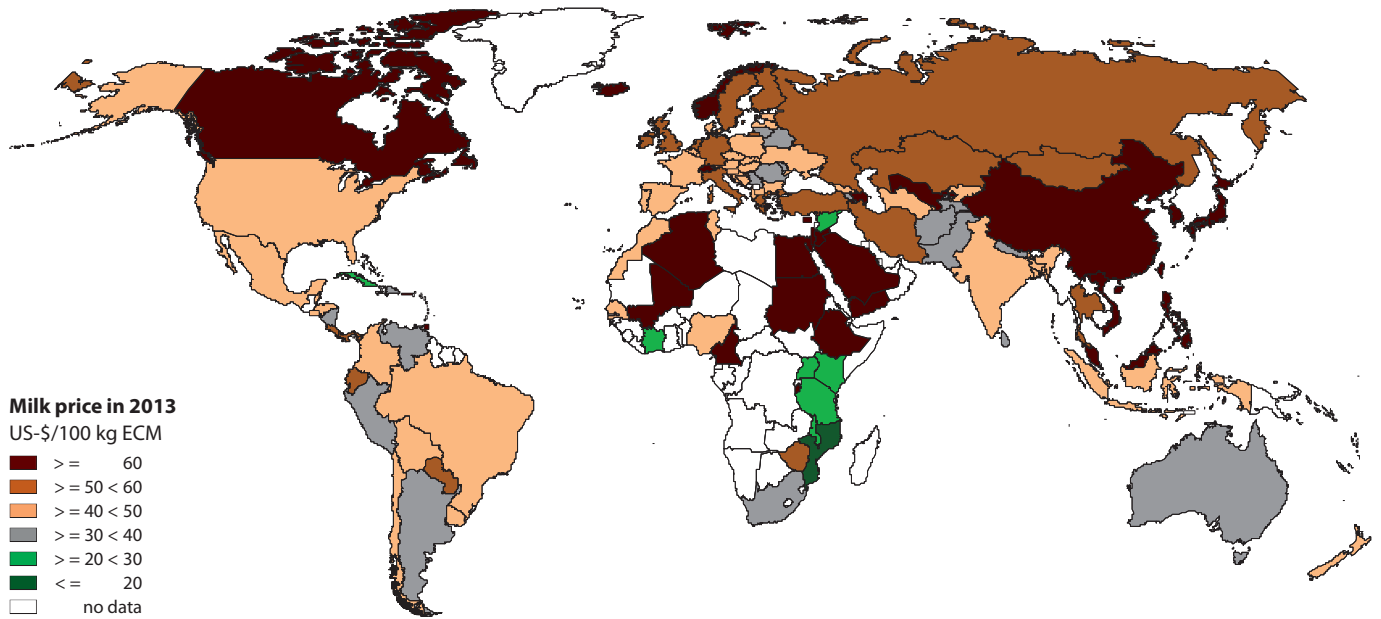 Milk price in 2013
US-$/100 kg ECM
> = 60
> = 50 < 60
> = 40 < 50
> = 30 < 40
> = 20 < 30
< = 20
no data